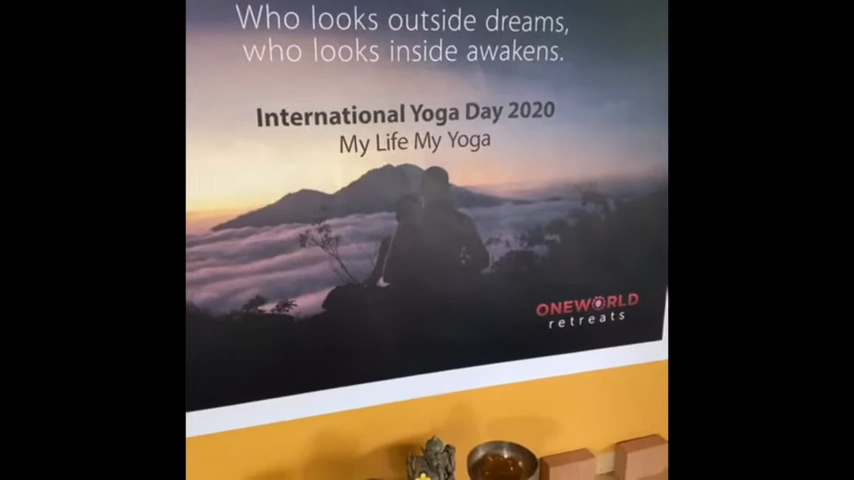 Who looks outside dreams,
who looks inside awakens.
International Yoga Day 2020
My Life My Yoga
ONEWORLD
retreats